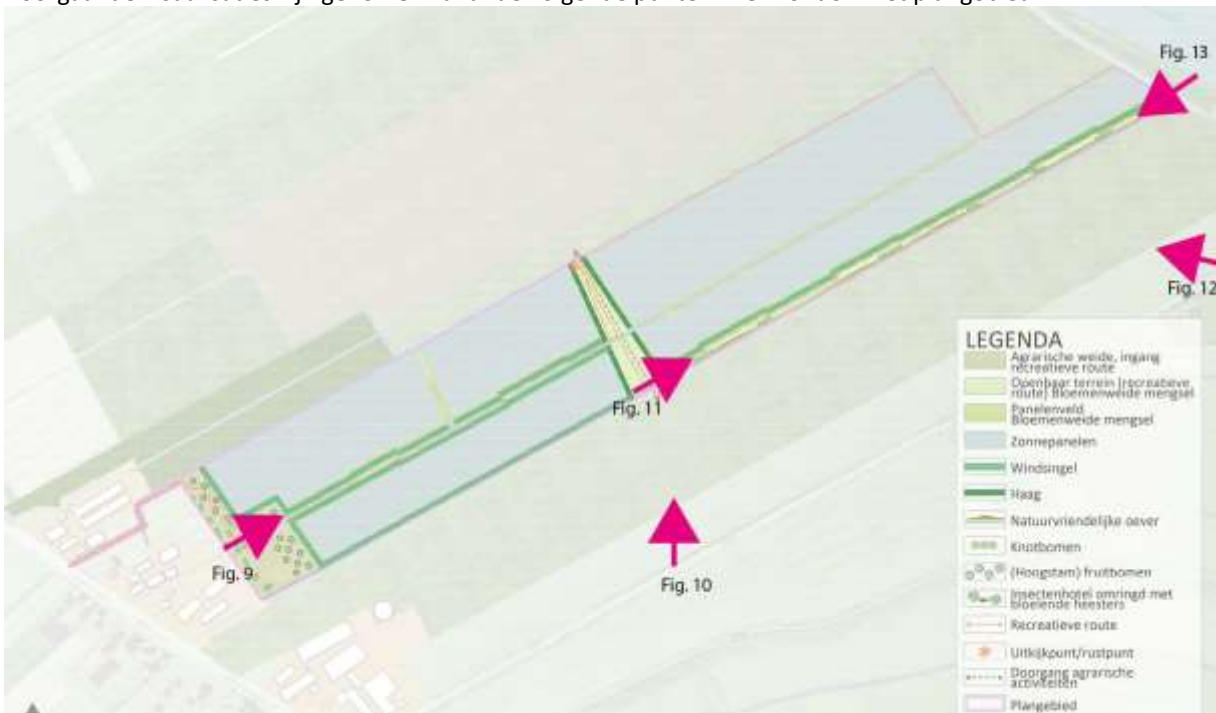 Fig. 13
Fig. 12
Fig. 11
Fig. 9
Fig. 10
LEGENDA
Agrarische weide, ingang
recreatieve route
Openbaar terrein (recreatieve
route) Bloemenweide mengsel
Panelenveld
Bloemenweide mengsel
Zonnepanelen
Windsingel
Haag
Natuurvriendelijke oever
Knotbomen
(Hoogstam) fruitbomen
Insectenhotel omringd met
bloeiende heesters
Recreatieve route
Uitkijkpunt/rustpunt
Doorgang agrarische
activiteiten
Plangebied